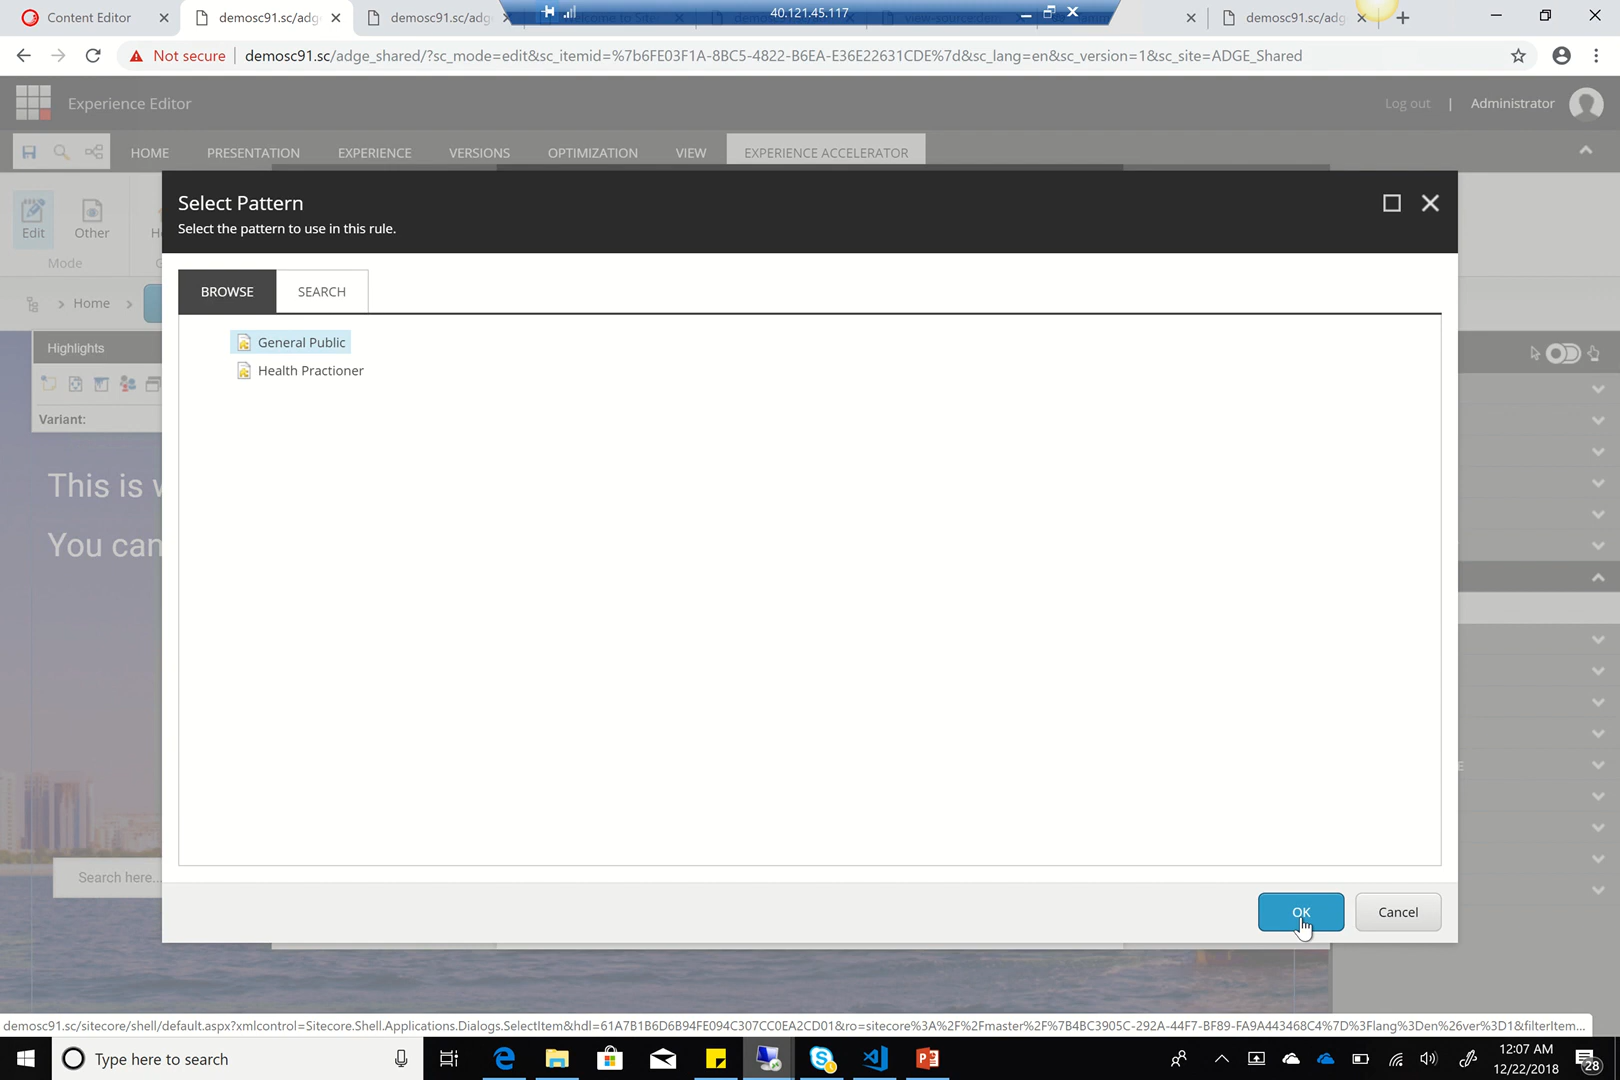 Content Editor
demosc91.sc/adg
demosc91.sc/adg
40.121.45.117
demosc91.sc/adg
Not secure
demosc91.sc/adge_shared/?sc_mode=edit&sc_itemid=%7b6FE03F1A-8BC5-4822-B6EA-E36E22631CDE%7d&sc_lang=en&sc_version=1&sc_site=ADGE_Shared
Experience Editor
Log out | Administrator
HOME PRESENTATION EXPERIENCE VERSIONS OPTIMIZATION VIEW EXPERIENCE ACCELERATOR
Select Pattern
Select the pattern to use in this rule.
Edit Other
Mode
Home
BROWSE SEARCH
General Public
Health Practioner
Highlights
Variant:
This is
You can
Search here...
OK Cancel
demosc91.sc/sitecore/shell/default.aspx?xmlcontrol=Sitecore.Shell.Applications.Dialogs.SelectItem&hdl=61A7B1B6D6B94FE094C307CC0EA2CD01&ro=sitecore%3A%2F%2Fmaster%2F%7B4BC3905C-292A-44F7-BF89-FA9A443468C4%7D%3Flang%3Den%26ver%3D1&filterItem...
Type here to search
12:07 AM
12/22/2018
28